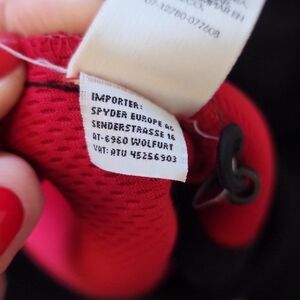 IMPORTER:
SPYDER EUROPE AG
SENDERSTRASSE 16
AT-6960 WOLFURT
VAT: ATU 45256903